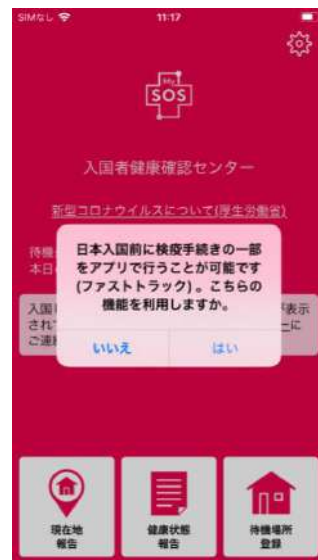 SIMなし
11:17
My
SOS
入国者健康確認センター
新型コロナウイルスについて(厚生労働省)
待機
本日
日本入国前に検疫手続きの一部
をアプリで行うことが可能です
(ファストトラック)。こちらの
機能を利用しますか。
入国
表示
され
に
ご連
いいえ
はい
現在地
報告
健康状態
報告
待機場所
登録